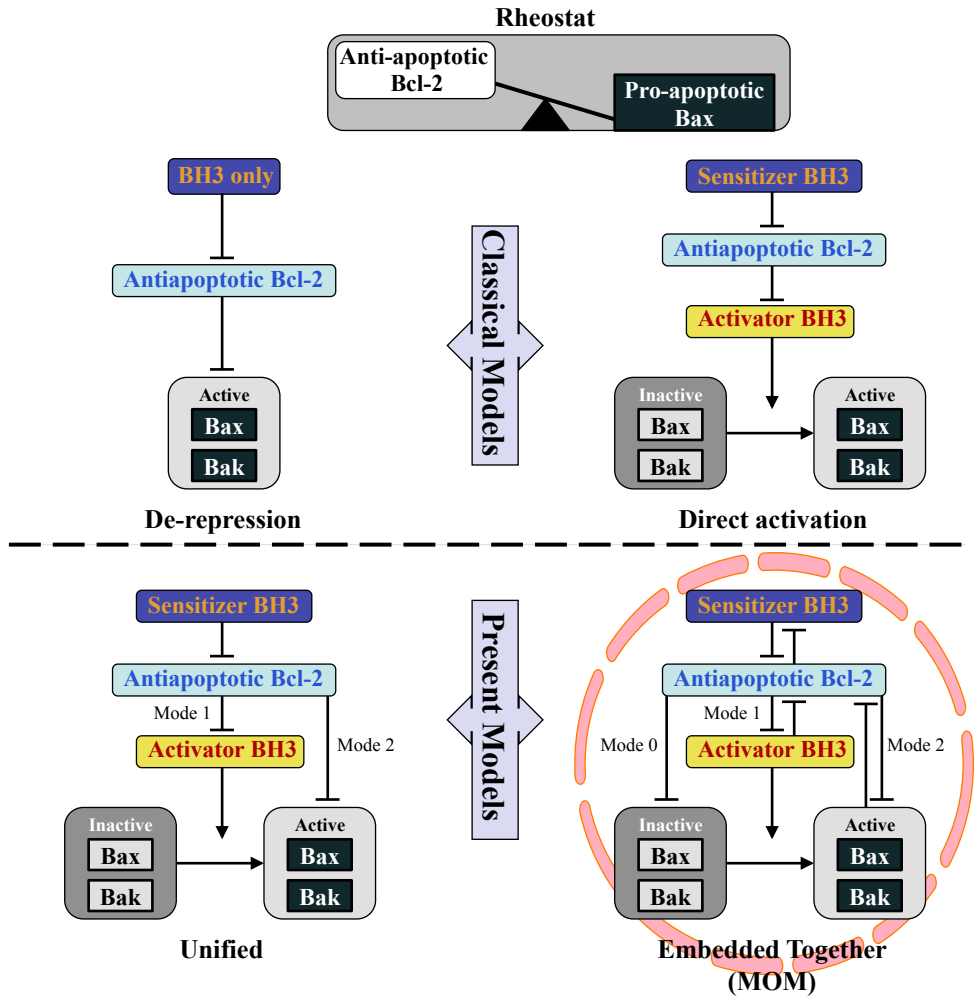 Rheostat
Anti-apoptotic
Bcl-2
Pro-apoptotic
Bax
BH3 only
Antiapoptotic Bcl-2
Active
Bax
Bak
De-repression
Classical Models
Sensitizer BH3
Antiapoptotic Bcl-2
Activator BH3
Inactive
Bax
Bak
Active
Bax
Bak
Direct activation
Sensitizer BH3
Antiapoptotic Bcl-2
Mode 1
Activator BH3
Mode 2
Inactive
Bax
Bak
Active
Bax
Bak
Unified
Present Models
Sensitizer BH3
Antiapoptotic Bcl-2
Mode 0
Mode 1
Activator BH3
Mode 2
Inactive
Bax
Bak
Active
Bax
Bak
Embedded Together
(MOM)